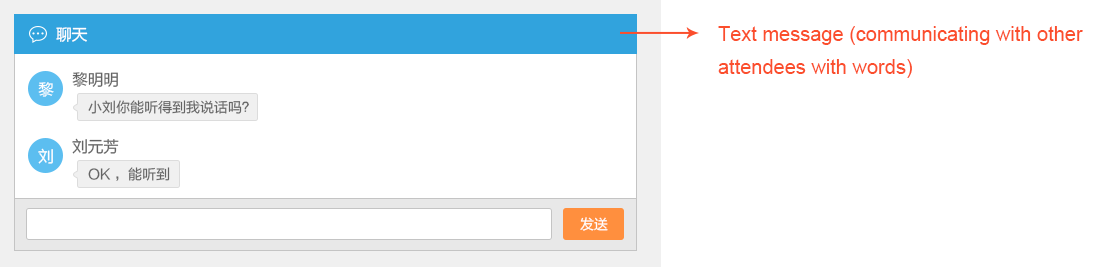 聊天
Text message (communicating with other
attendees with words)
黎
黎明明
小刘你能听得到我说话吗?
刘
刘元芳
OK ，能听到
发送